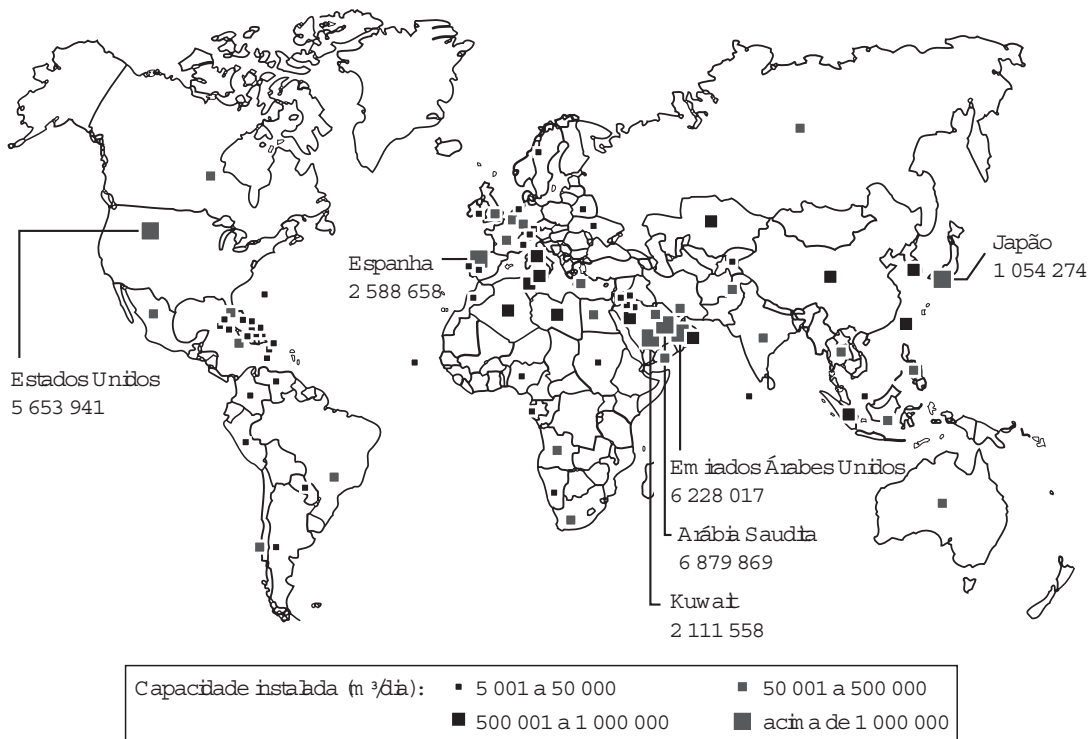 Espanha
2 588 658
Japão
1 054 274
Estados Unidos
5 653 941
Emirados Árabes Unidos
6 228 017
Arábia Saudita
6 879 869
Kuwait
2 111 558
Capacidade instalada (m³/dia): 5 001 a 50 000 50 001 a 500 000
500 001 a 1 000 000 acima de 1 000 000